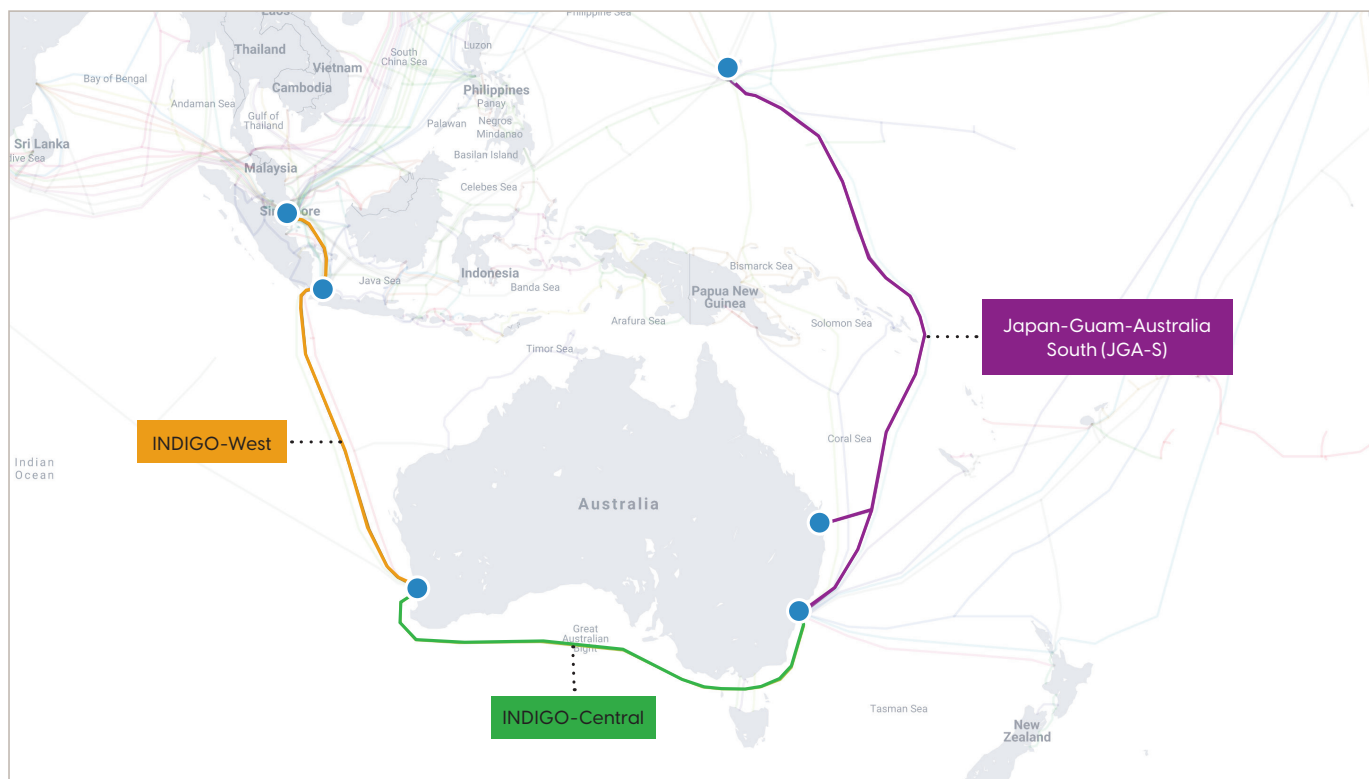 Laos
Philippine Sea
Luzon
Thailand
South
China Sea
Vietnam
Bay of Bengal
Cambodia
Philippines
Andaman Sea
Panay
Gulf of
Thailand
Palawan
Negros
Mindanao
Sri Lanka
Basilan Island
Malaysia
Celebes Sea
Bismarck Sea
Java Sea
Indonesia
Banda Sea
Papua New
Guinea
Arafura Sea
Solomon Sea
Japan-Guam-Australia
South (JGA-S)
Timor Sea
INDIGO-West
Coral Sea
Indian
Ocean
Australia
Great
Australian
Bight
INDIGO-Central
Tasman Sea
New
Zealand